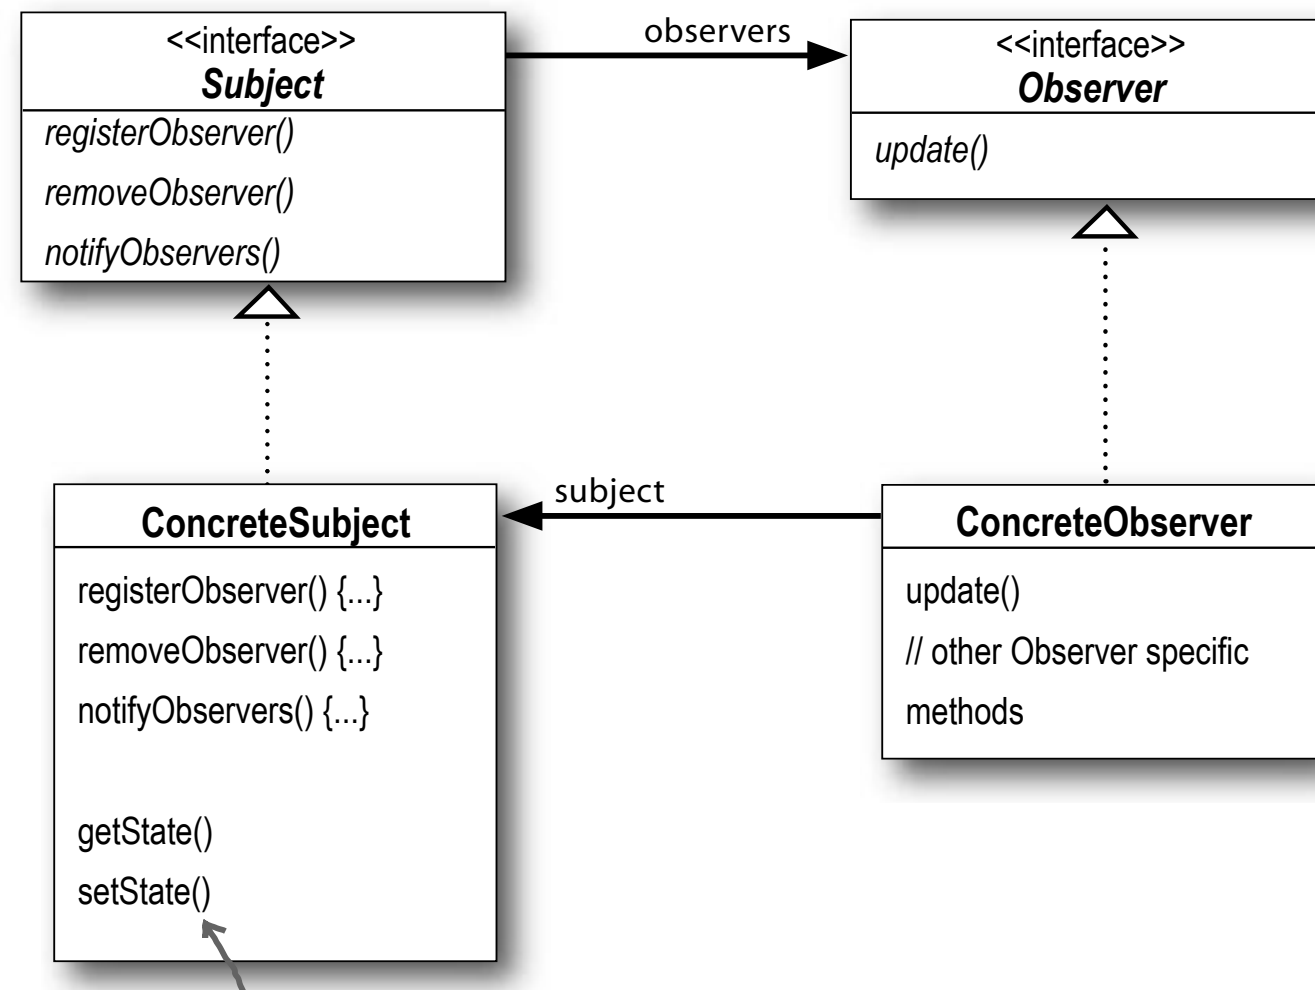 <<interface>>
Subject
registerObserver()
removeObserver()
notifyObservers()
observers
<<interface>>
Observer
update()
ConcreteSubject
registerObserver() {...}
removeObserver() {...}
notifyObservers() {...}
getState()
setState()
subject
ConcreteObserver
update()
// other Observer specific
methods